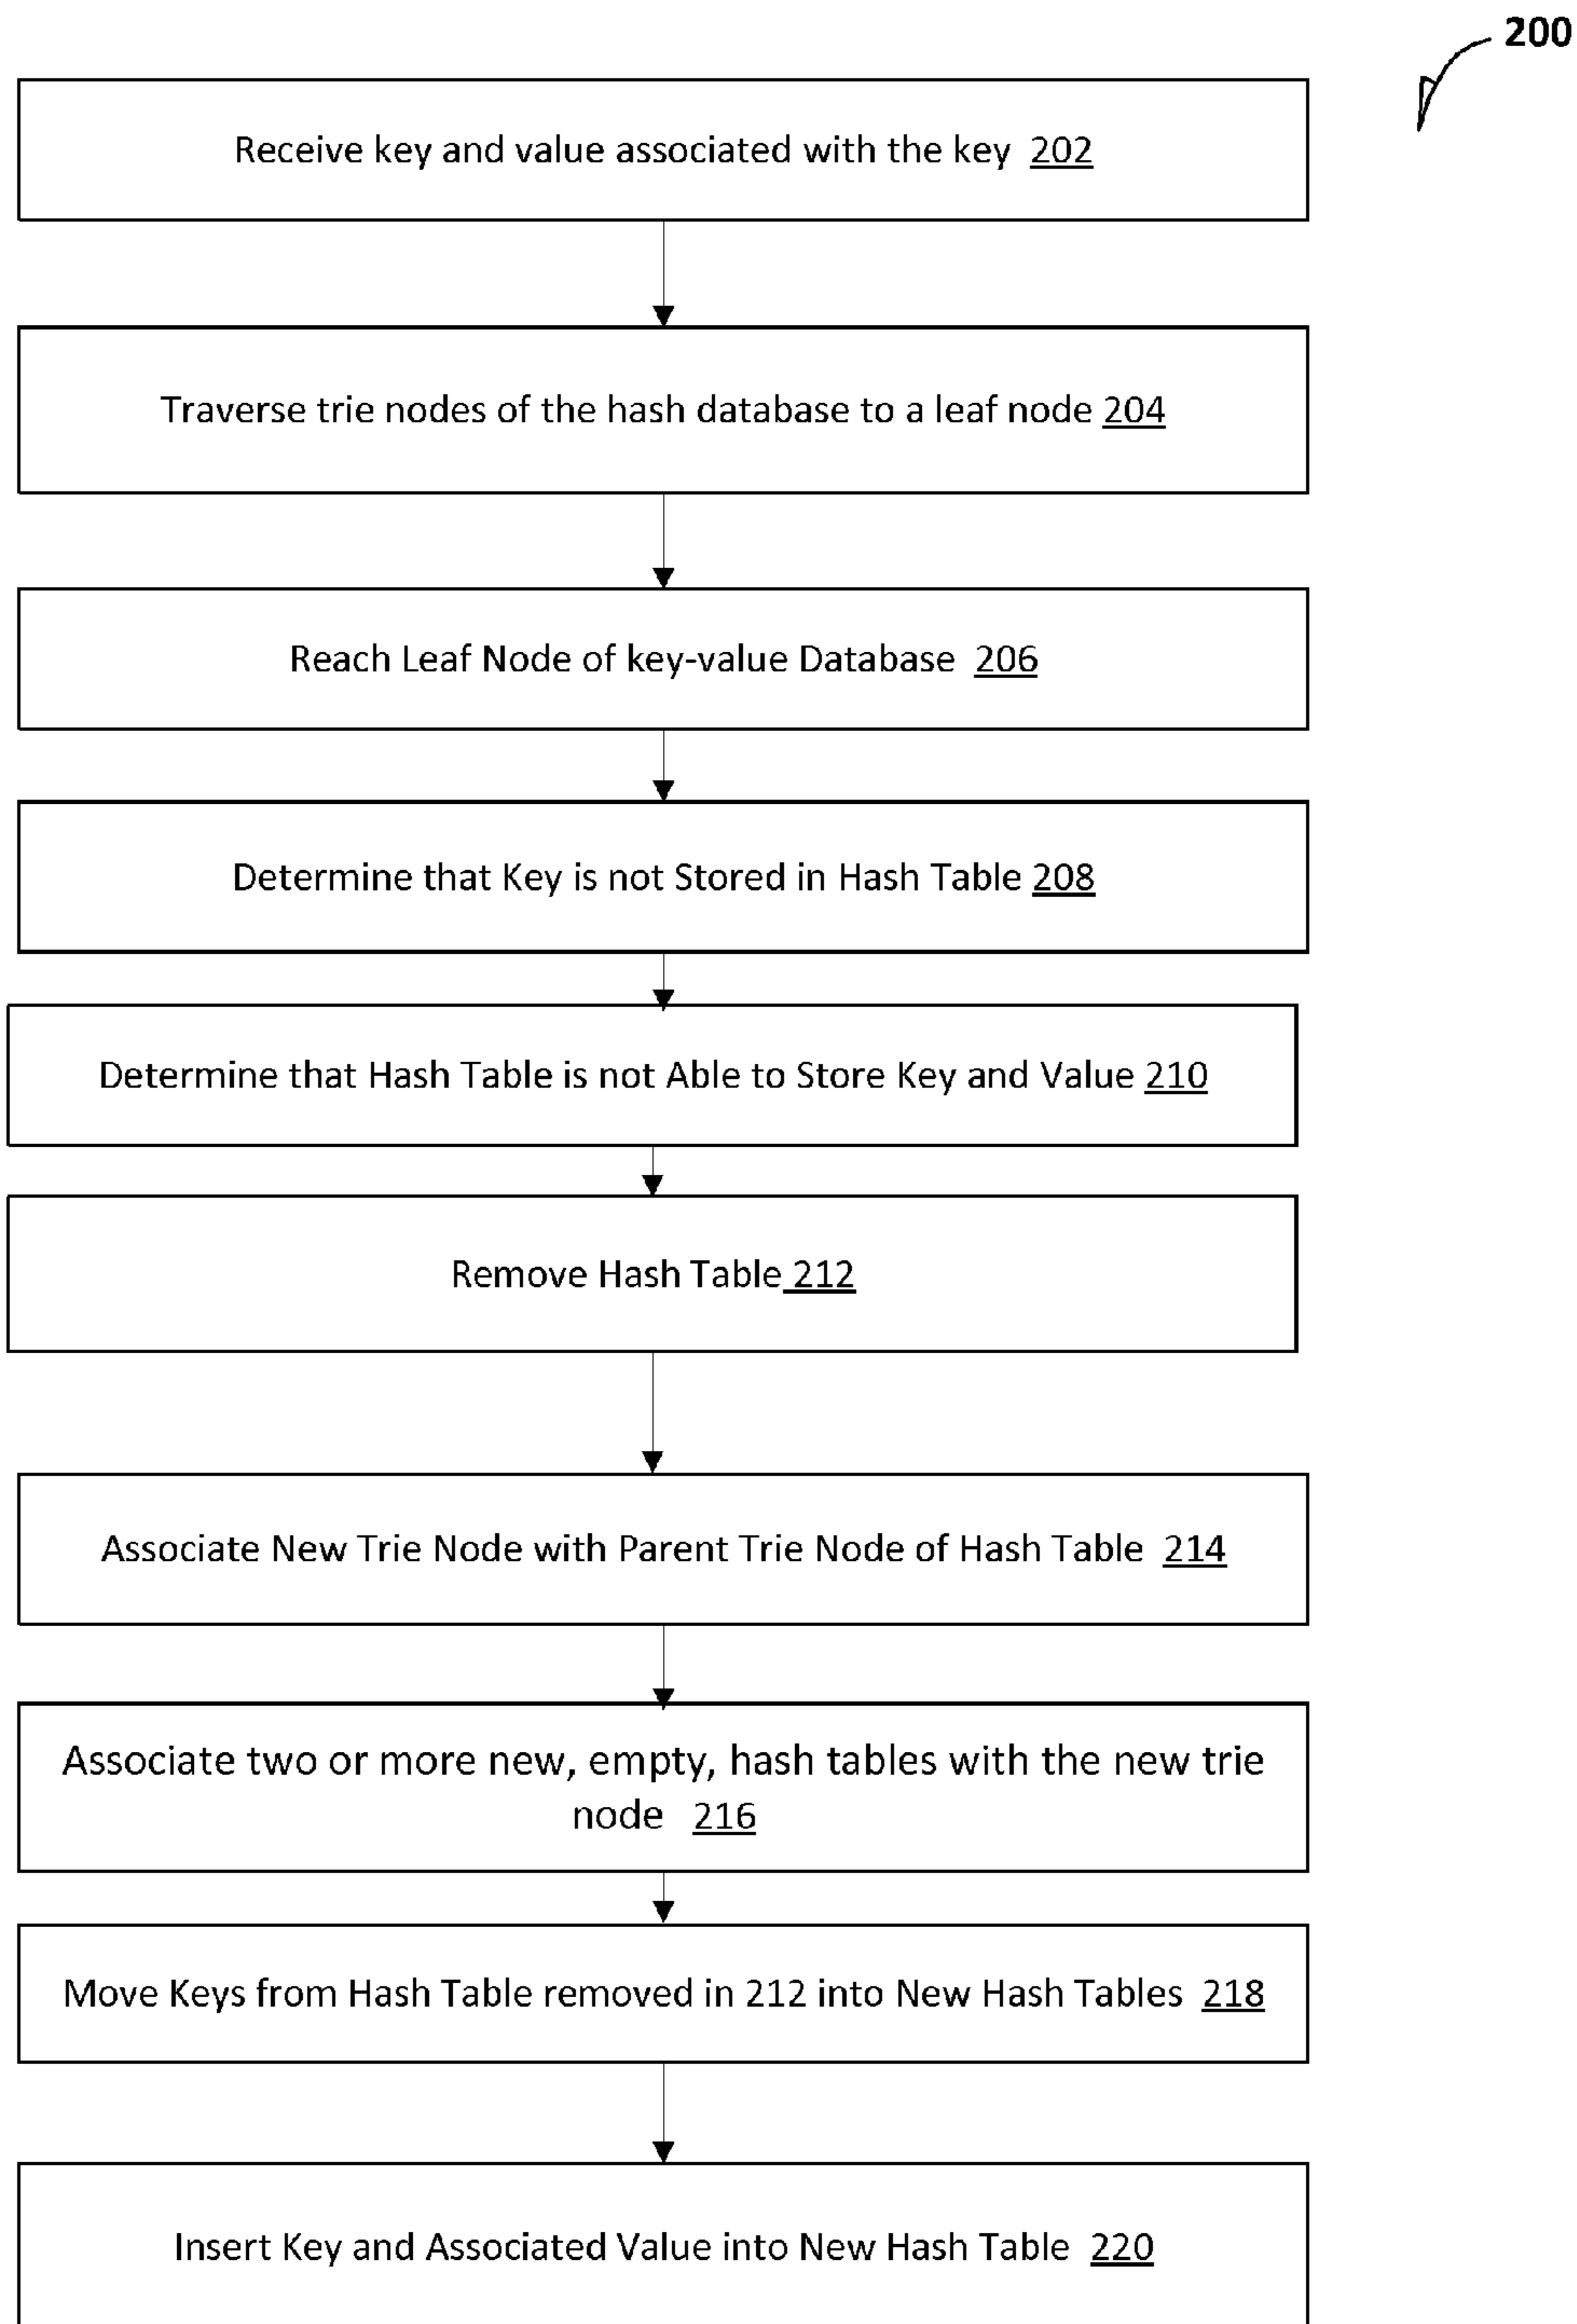 200
Receive key and value associated with the key 202
Traverse trie nodes of the hash database to a leaf node 204
Reach Leaf Node of key-value Database 206
Determine that Key is not Stored in Hash Table 208
Determine that Hash Table is not Able to Store Key and Value 210
Remove Hash Table 212
Associate New Trie Node with Parent Trie Node of Hash Table 214
Associate two or more new, empty, hash tables with the new trie
node 216
Move Keys from Hash Table removed in 212 into New Hash Tables 218
Insert Key and Associated Value into New Hash Table 220